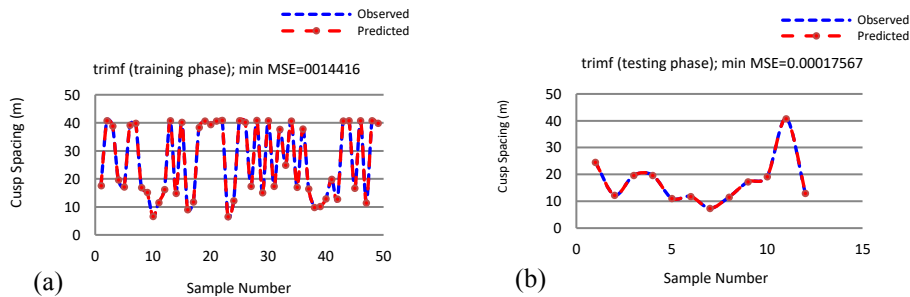 Observed
Predicted
trimf (training phase); min MSE=0014416
Cusp Spacing (m)
50
40
30
20
10
0
0 10 20 30 40 50
Sample Number
(a)
Observed
Predicted
trimf (testing phase); min MSE=0.00017567
Cusp Spacing (m)
50
40
30
20
10
0
0 5 10 15
Sample Number
(b)